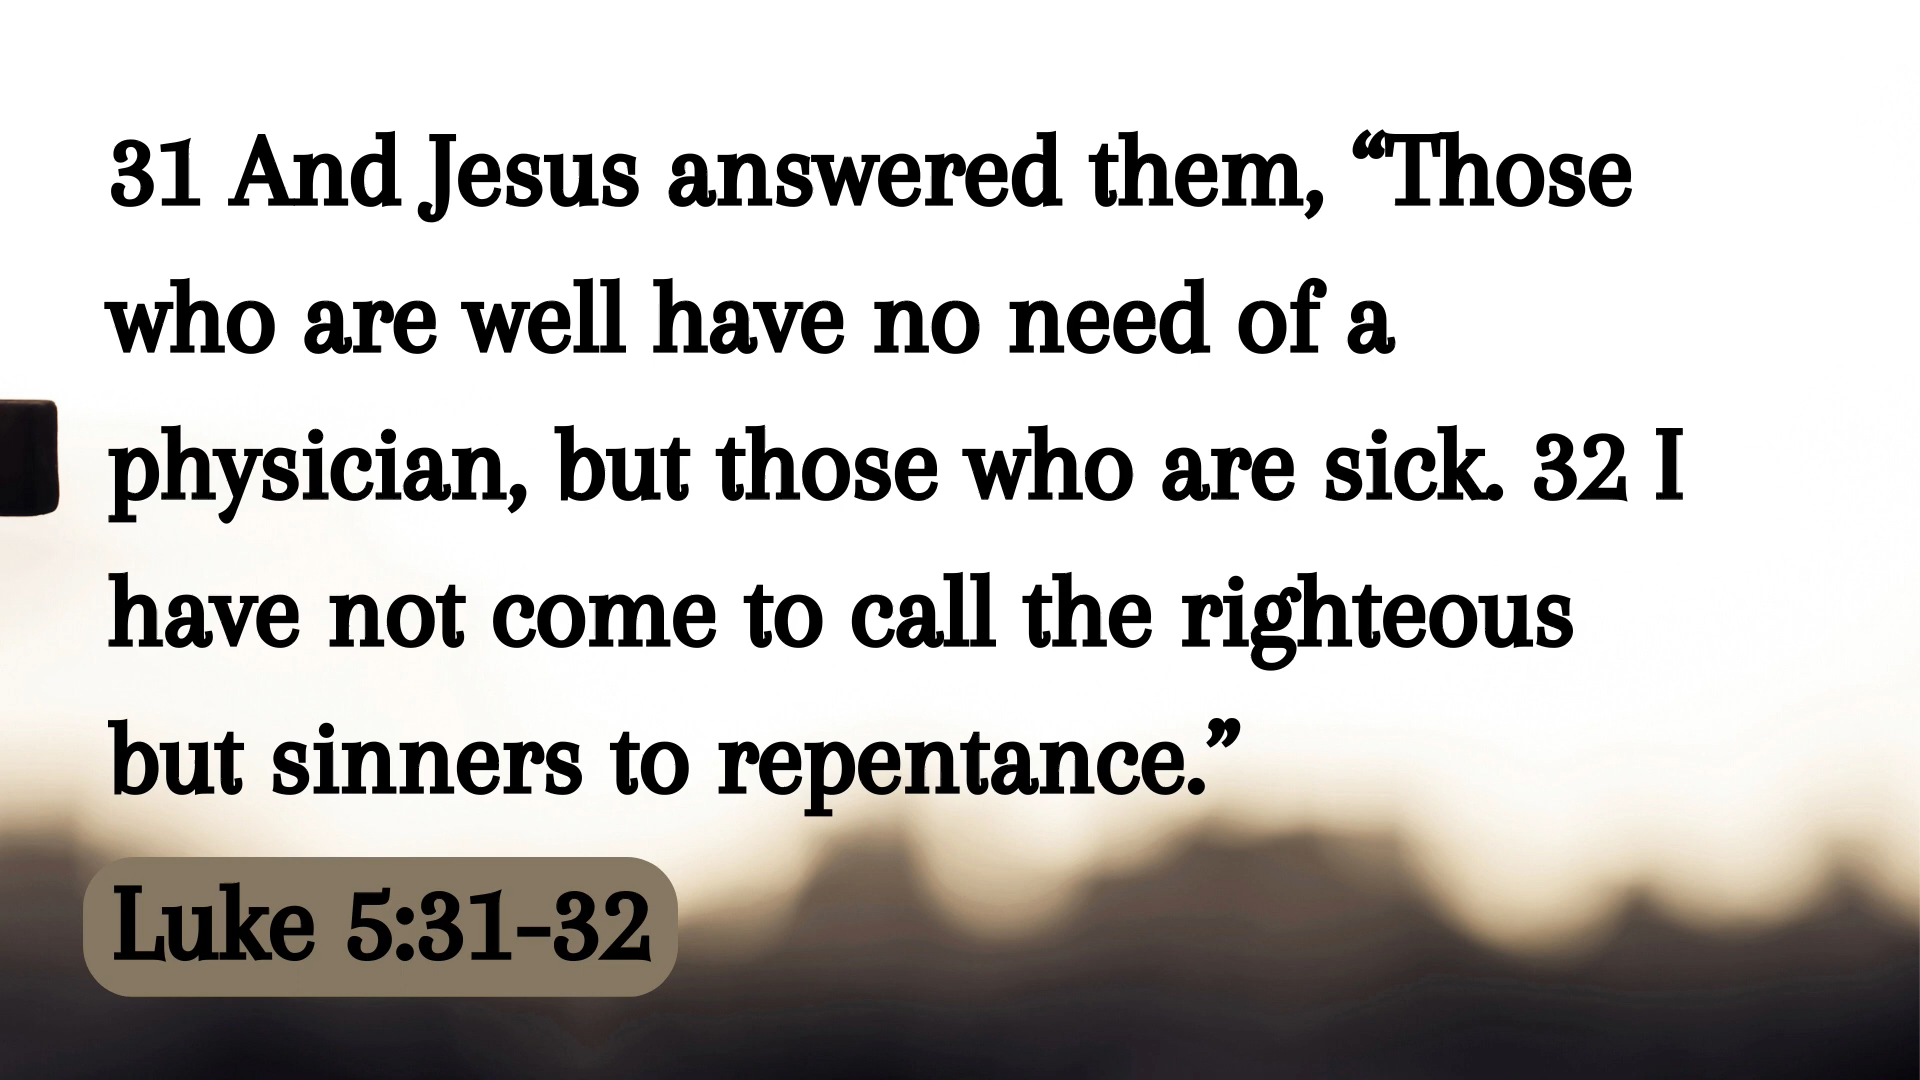 31 And Jesus answered them, “Those
who are well have no need of a
physician, but those who are sick. 32 I
have not come to call the righteous
but sinners to repentance.”
Luke 5:31-32